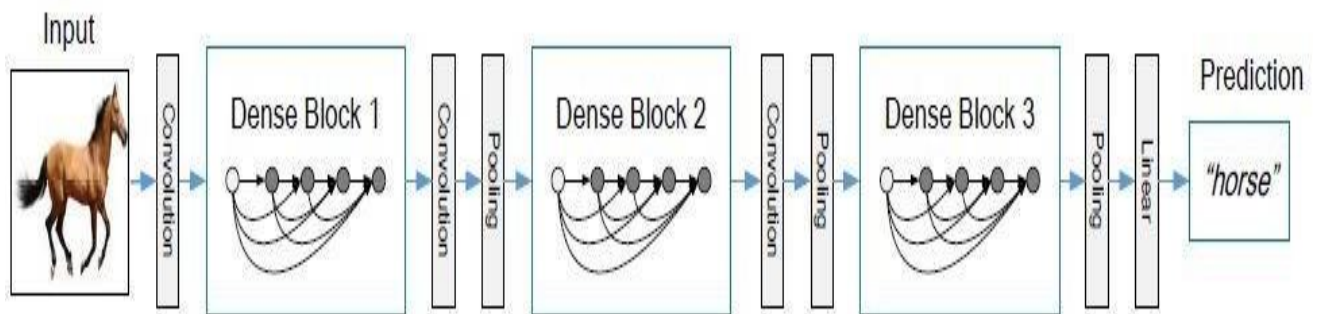 Input
Convolution
Dense Block 1
Convolution
Pooling
Dense Block 2
Convolution
Pooling
Dense Block 3
Pooling
Linear
Prediction
“horse”